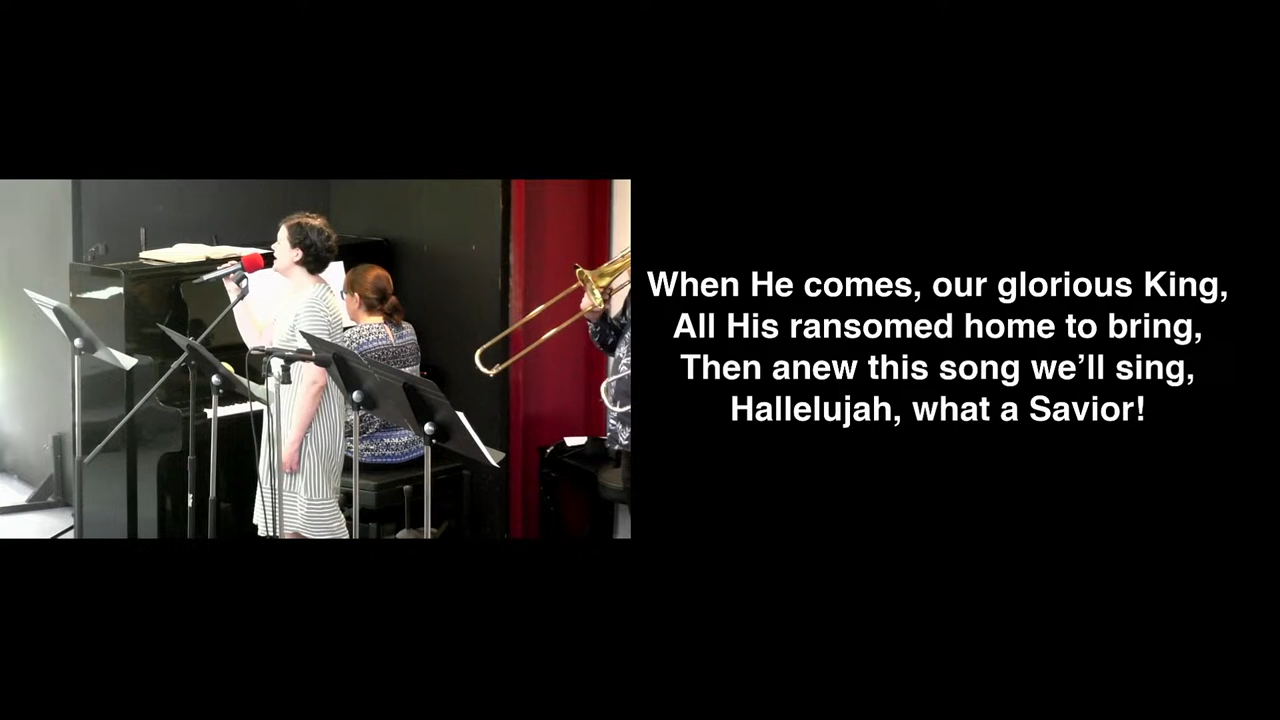 When He comes, our glorious King,
All His ransomed home to bring,
Then anew this song we’ll sing,
Hallelujah, what a Savior!